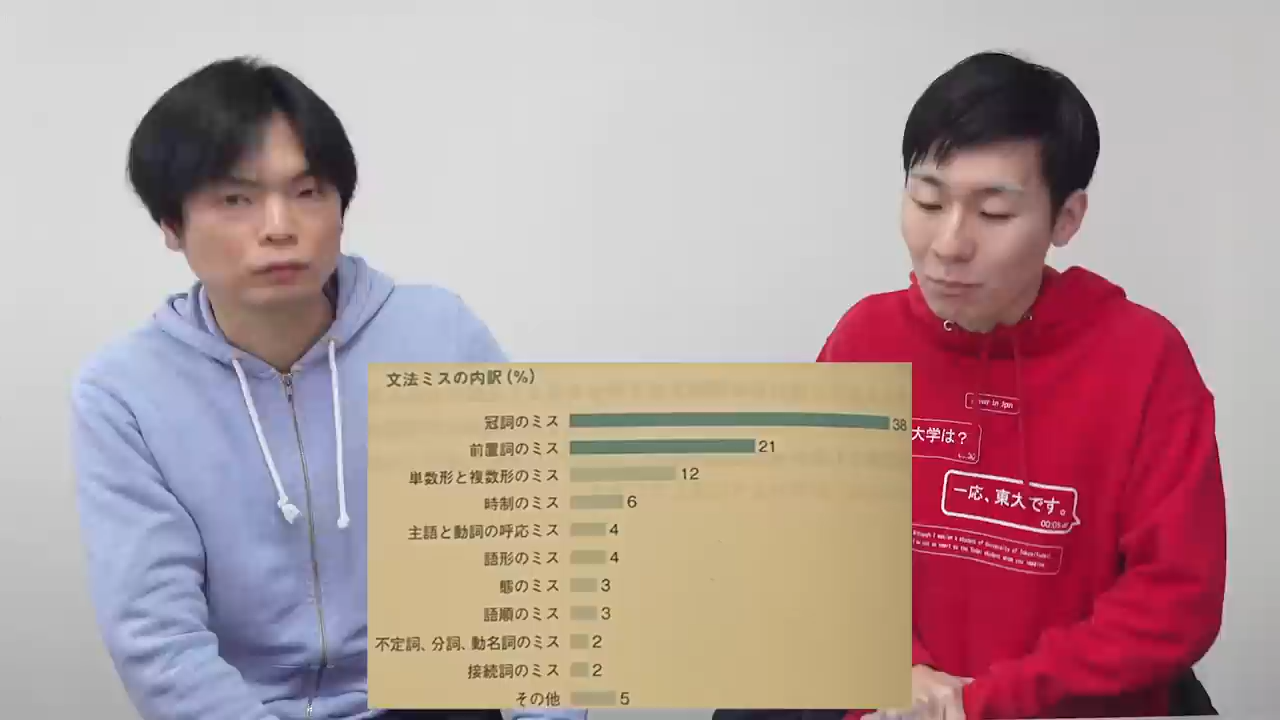 文法ミスの内訳(%)
冠詞のミス 38
前置詞のミス 21
単数形と複数形のミス 12
時制のミス 6
主語と動詞の呼応ミス 4
語形のミス 4
態のミス 3
語順のミス 3
不定詞、分詞、動名詞のミス 2
接続詞のミス 2
その他 5
in Jpn
大学は?
一応、東大です。